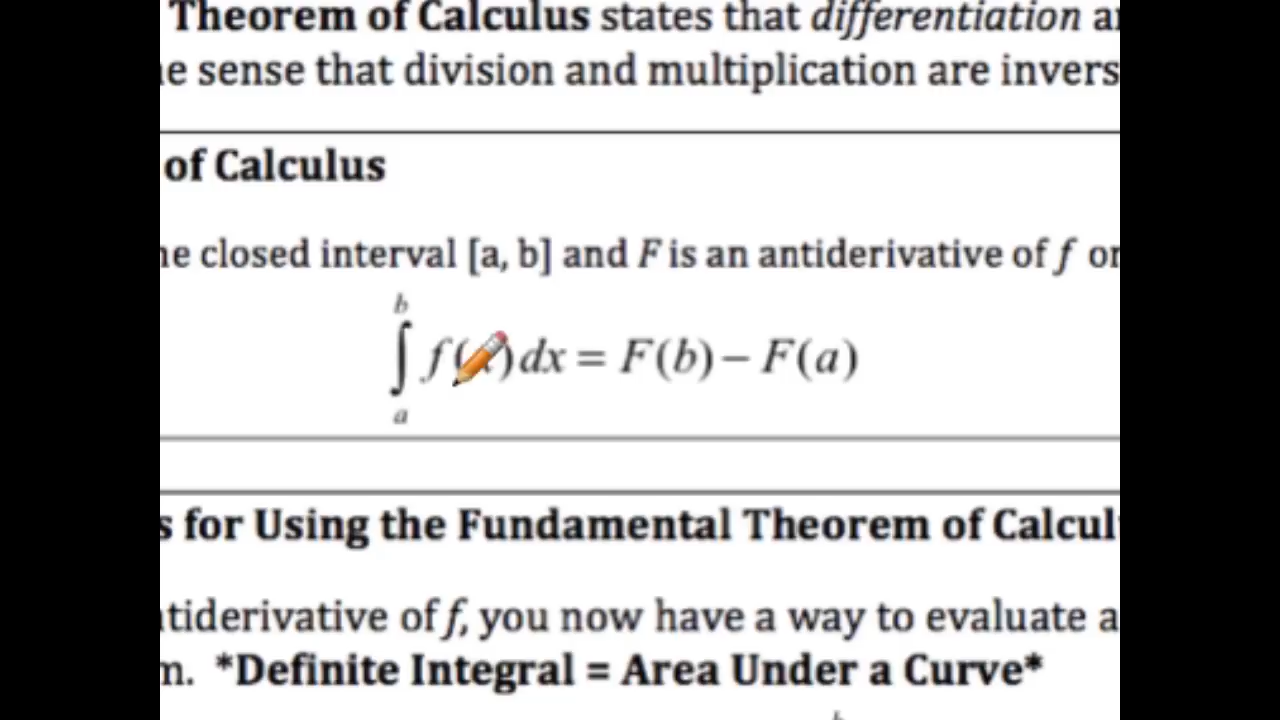 Theorem of Calculus states that differentiation a
e sense that division and multiplication are invers
of Calculus
e closed interval [a, b] and F is an antiderivative of f or
b
∫ f( )dx = F(b) − F(a)
a
s for Using the Fundamental Theorem of Calcul
tiderivative of f, you now have a way to evaluate a
m. *Definite Integral = Area Under a Curve*